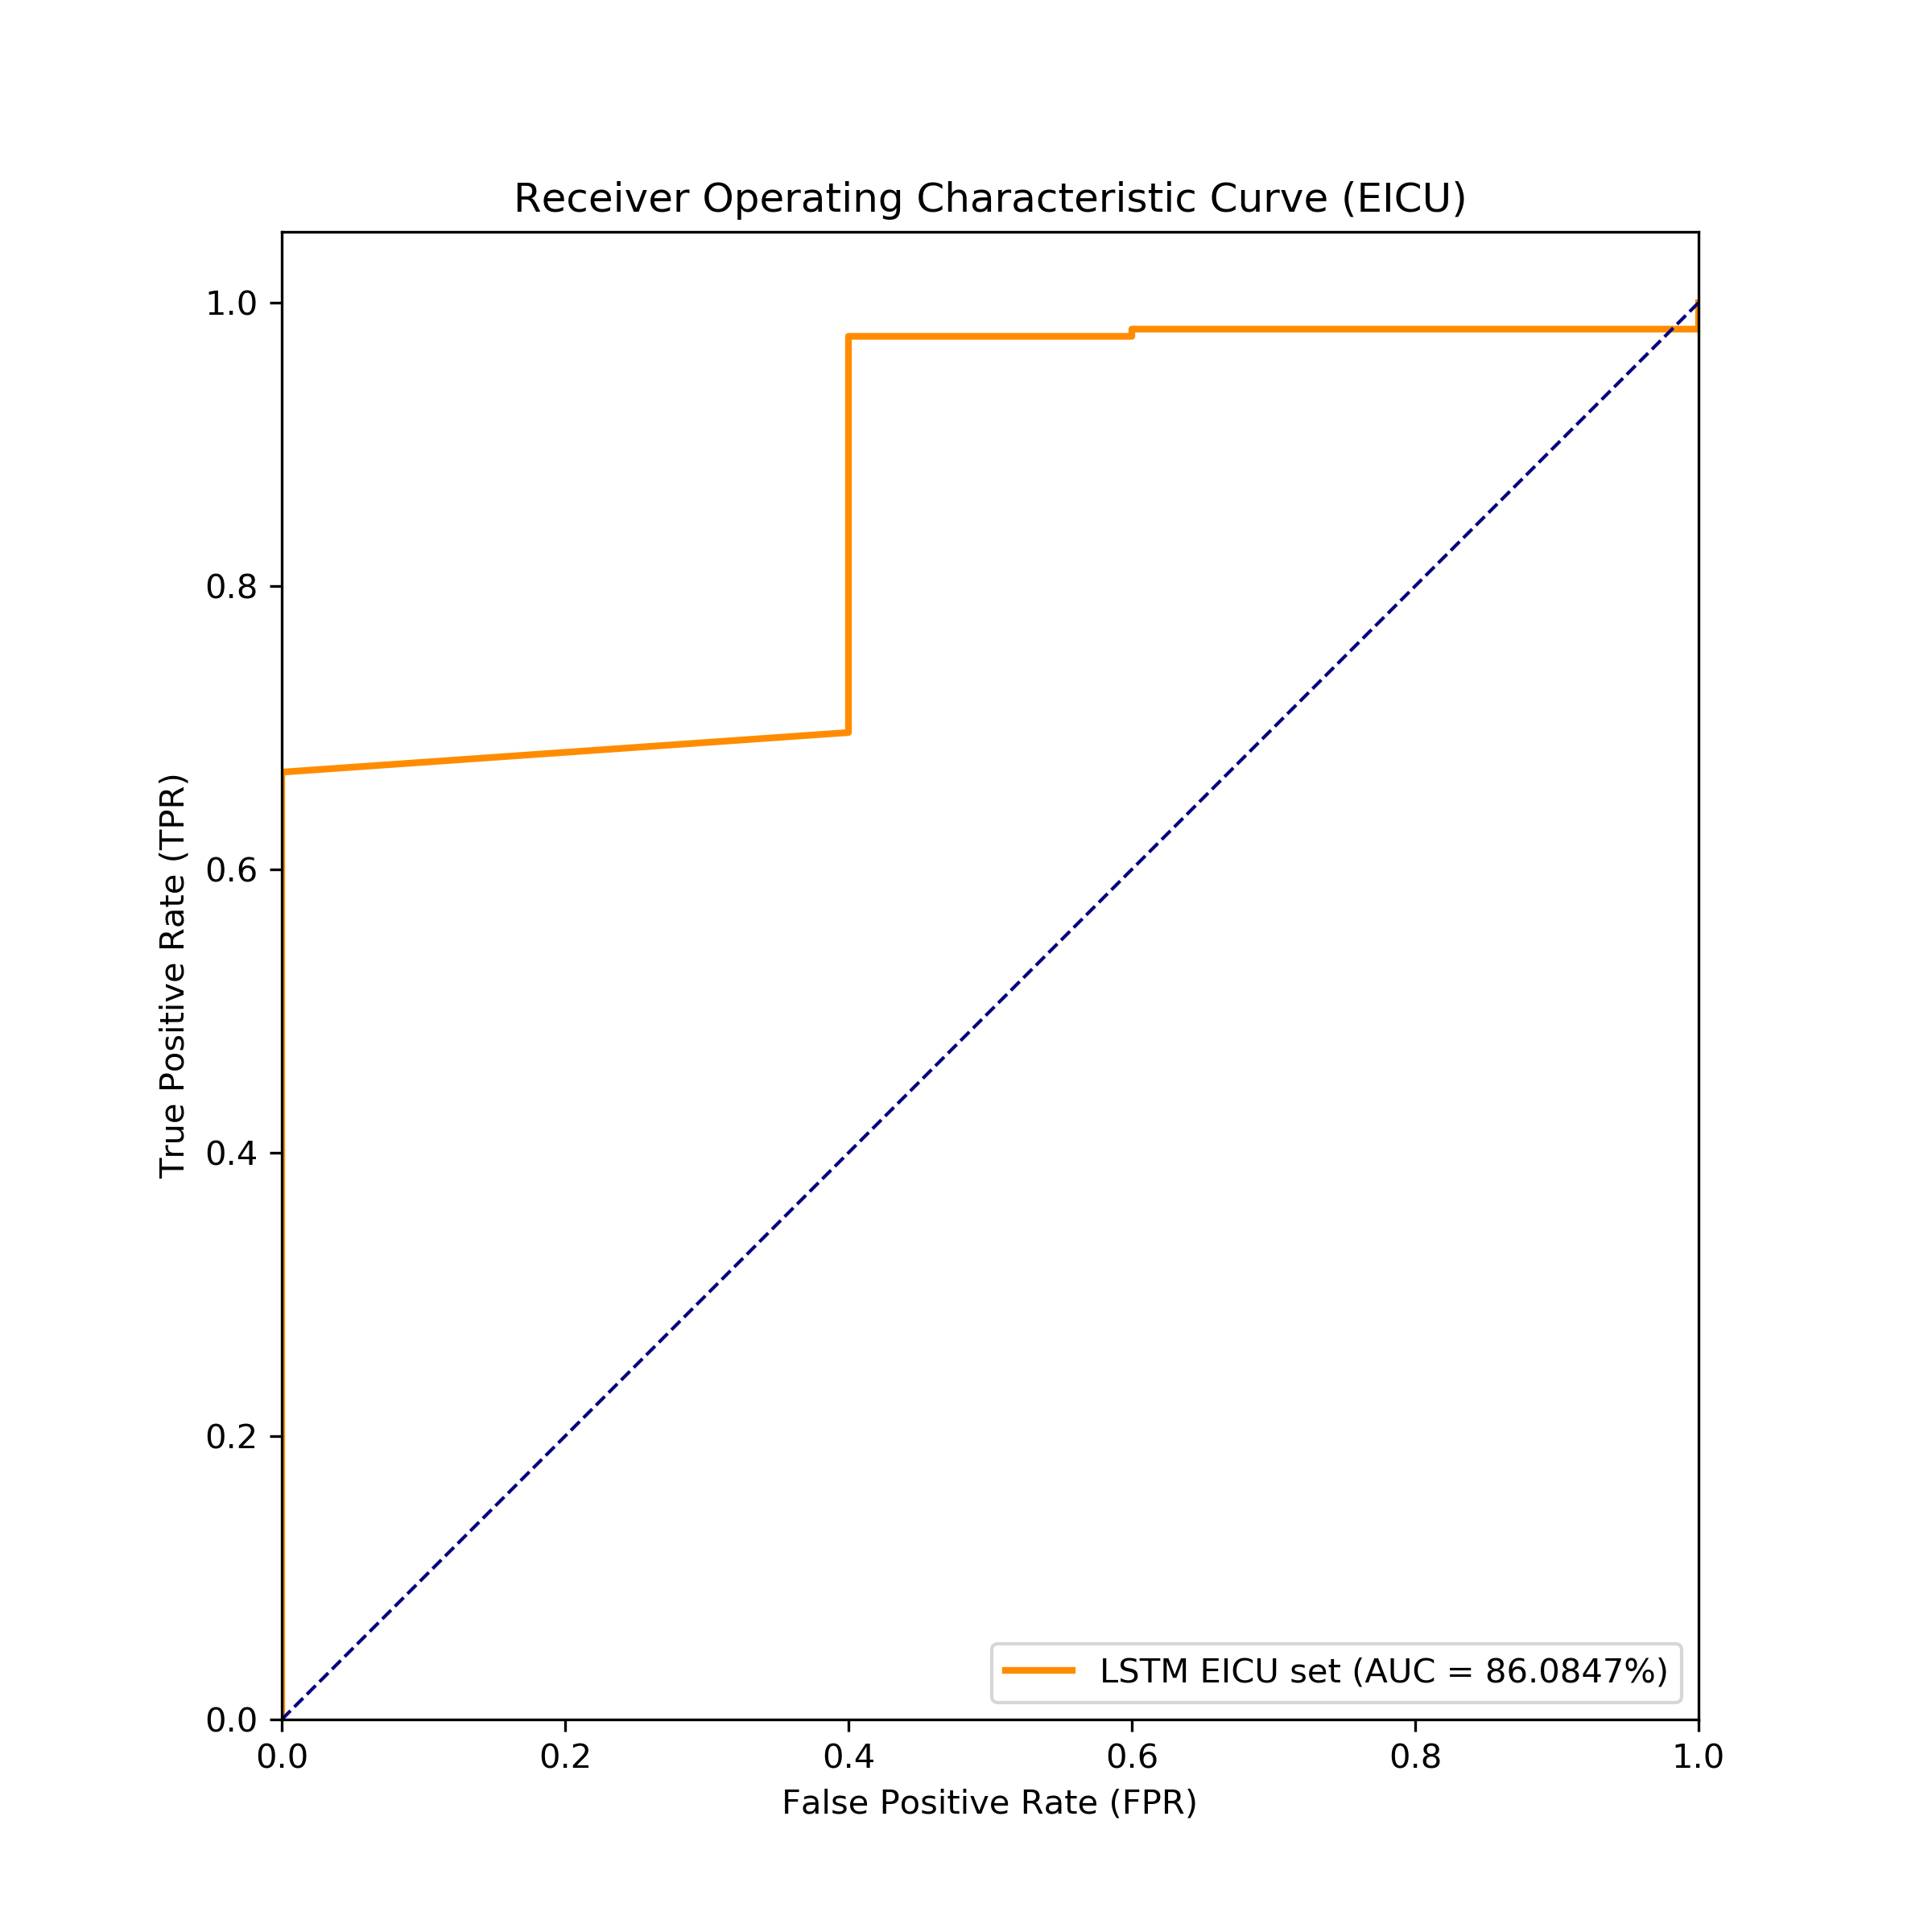 Receiver Operating Characteristic Curve (EICU)
1.0
0.8
0.6
0.4
0.2
0.0
True Positive Rate (TPR)
LSTM EICU set (AUC = 86.0847%)
0.0 0.2 0.4 0.6 0.8 1.0
False Positive Rate (FPR)